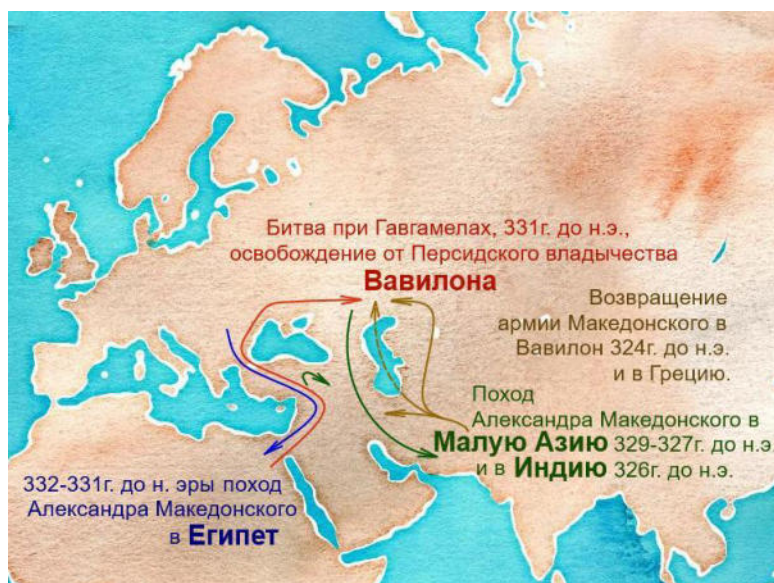 Битва при Гавгамелах, 331г. до н.э.,
освобождение от Персидского владычества
Вавилона
Возвращение
армии Македонского в
Вавилон 324г. до н.э.
и в Грецию.
Поход
Александра Македонского в
Малую Азию 329-327г. до н.э.
и в Индию 326г. до н.э.
332-331г. до н. эры поход
Александра Македонского
в Египет